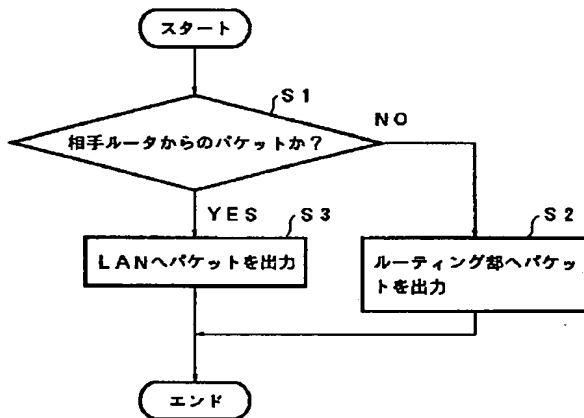 スタート
S1
相手ルータからのパケットか?
NO
YES
S3
S2
LANへパケットを出力
ルーティング部へパケッ
トを出力
エンド